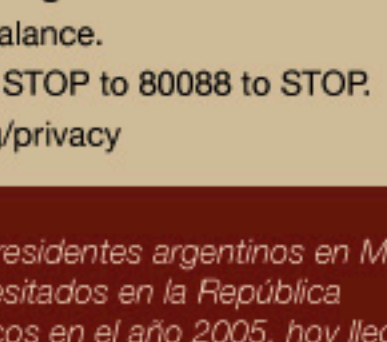 alance.
STOP to 80088 to STOP.
/privacy
residentes argentinos en M
esitados en la República
cos en el año 2005, hoy lleg